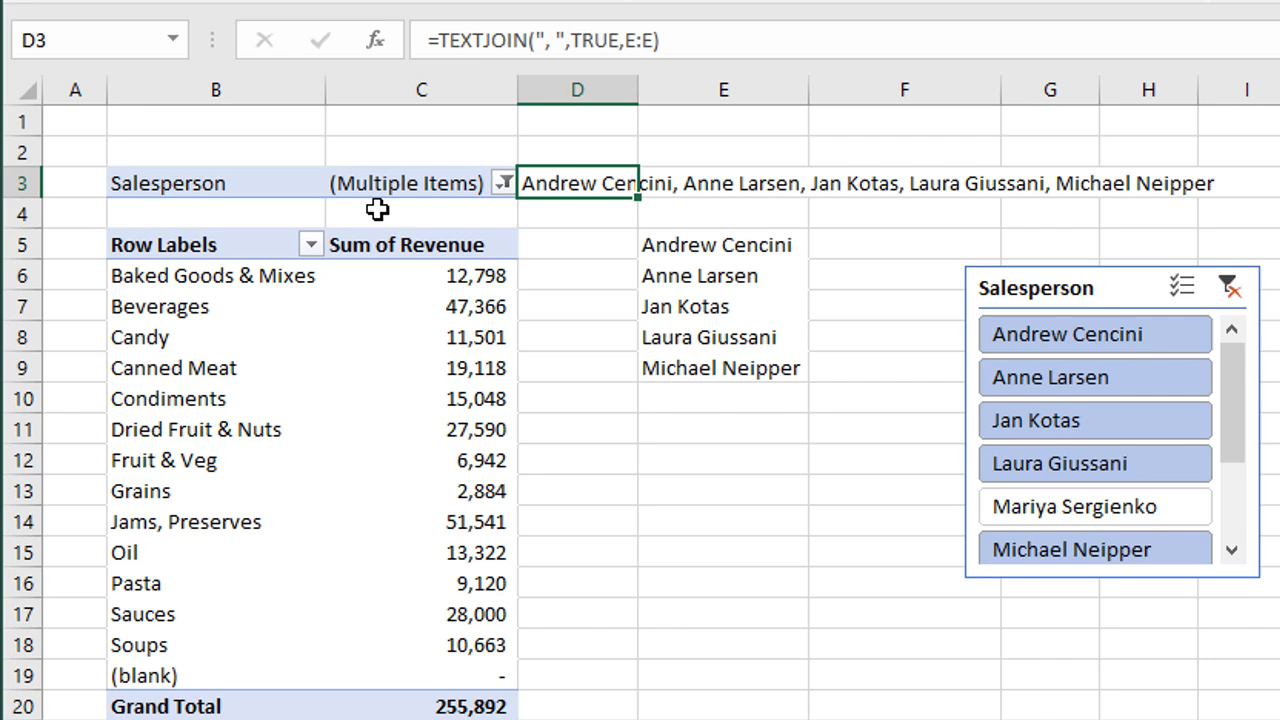 D3 fx =TEXTJOIN(", ",TRUE,E:E)
A B C D E F G H I
1
2
3 Salesperson (Multiple Items) Andrew Cencini, Anne Larsen, Jan Kotas, Laura Giussani, Michael Neipper
4
5 Row Labels Sum of Revenue Andrew Cencini
6 Baked Goods & Mixes 12,798 Anne Larsen
7 Beverages 47,366 Jan Kotas
8 Candy 11,501 Laura Giussani
9 Canned Meat 19,118 Michael Neipper
10 Condiments 15,048
11 Dried Fruit & Nuts 27,590
12 Fruit & Veg 6,942
13 Grains 2,884
14 Jams, Preserves 51,541
15 Oil 13,322
16 Pasta 9,120
17 Sauces 28,000
18 Soups 10,663
19 (blank) -
20 Grand Total 255,892
Salesperson
Andrew Cencini
Anne Larsen
Jan Kotas
Laura Giussani
Mariya Sergienko
Michael Neipper